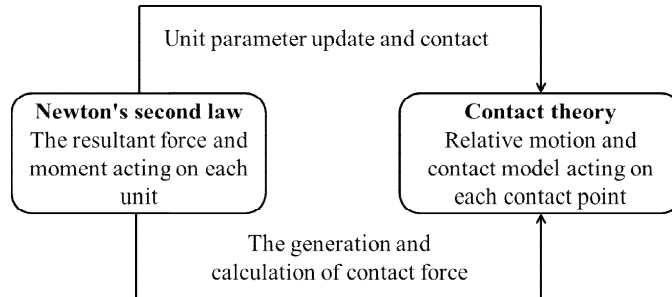 Unit parameter update and contact
Newton's second law
The resultant force and
moment acting on each
unit
Contact theory
Relative motion and
contact model acting on
each contact point
The generation and
calculation of contact force